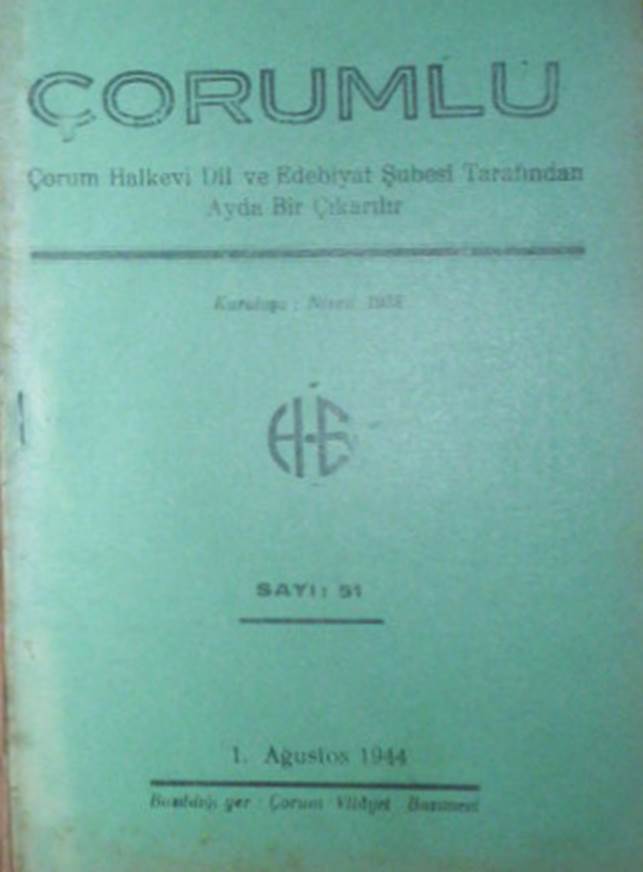 ÇORUMLU
Çorum Halkevi Dil ve Edebiyat Şubesi Tarafından
Ayda Bir Çıkarılır
Kuruluşu : Nisan 1938
H-E
SAYI: 51
1. Ağustos 1944
Basıldığı yer : Çorum Vilâyet Basımevi